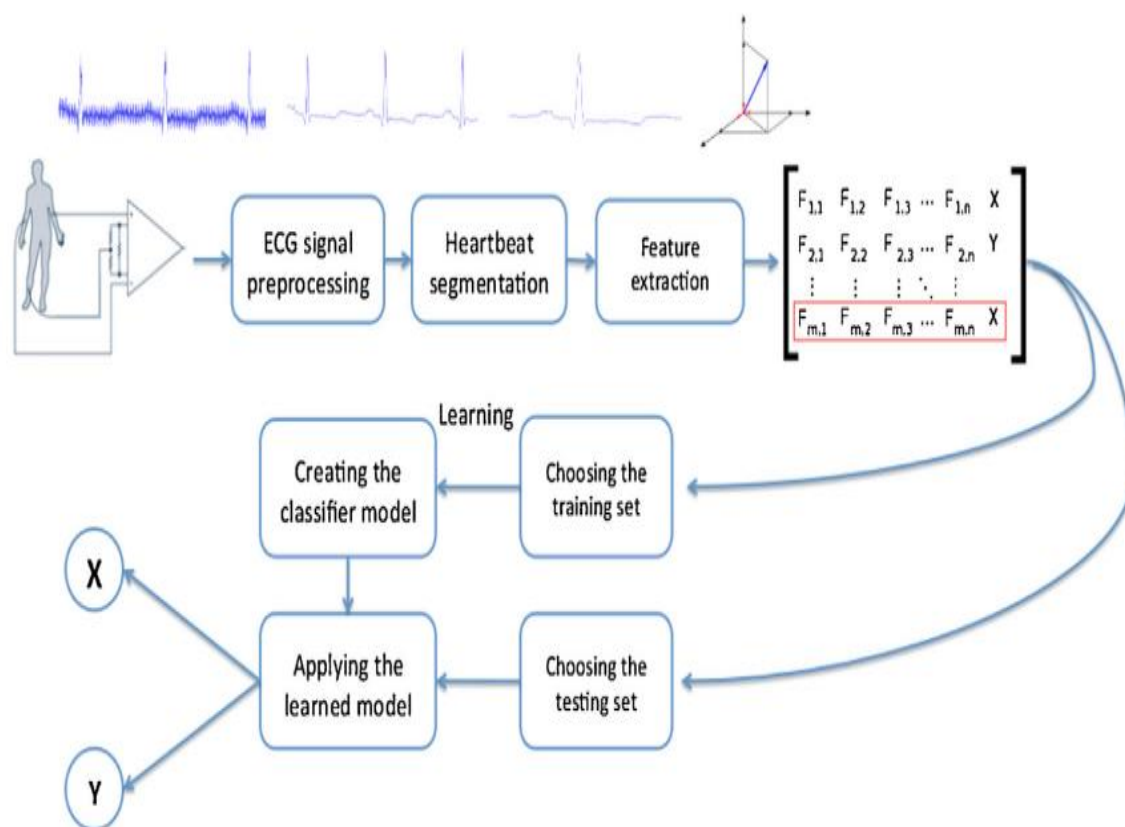 ECG signal
preprocessing
Heartbeat
segmentation
Feature
extraction
F1,1 F1,2 F1,3 ... F1,n X
F2,1 F2,2 F2,3 ... F2,n Y
⋮ ⋮ ⋮ ⋱ ⋮
Fm,1 Fm,2 Fm,3 ... Fm,n X
Learning
Creating the
classifier model
Choosing the
training set
X
Applying the
learned model
Choosing the
testing set
Y